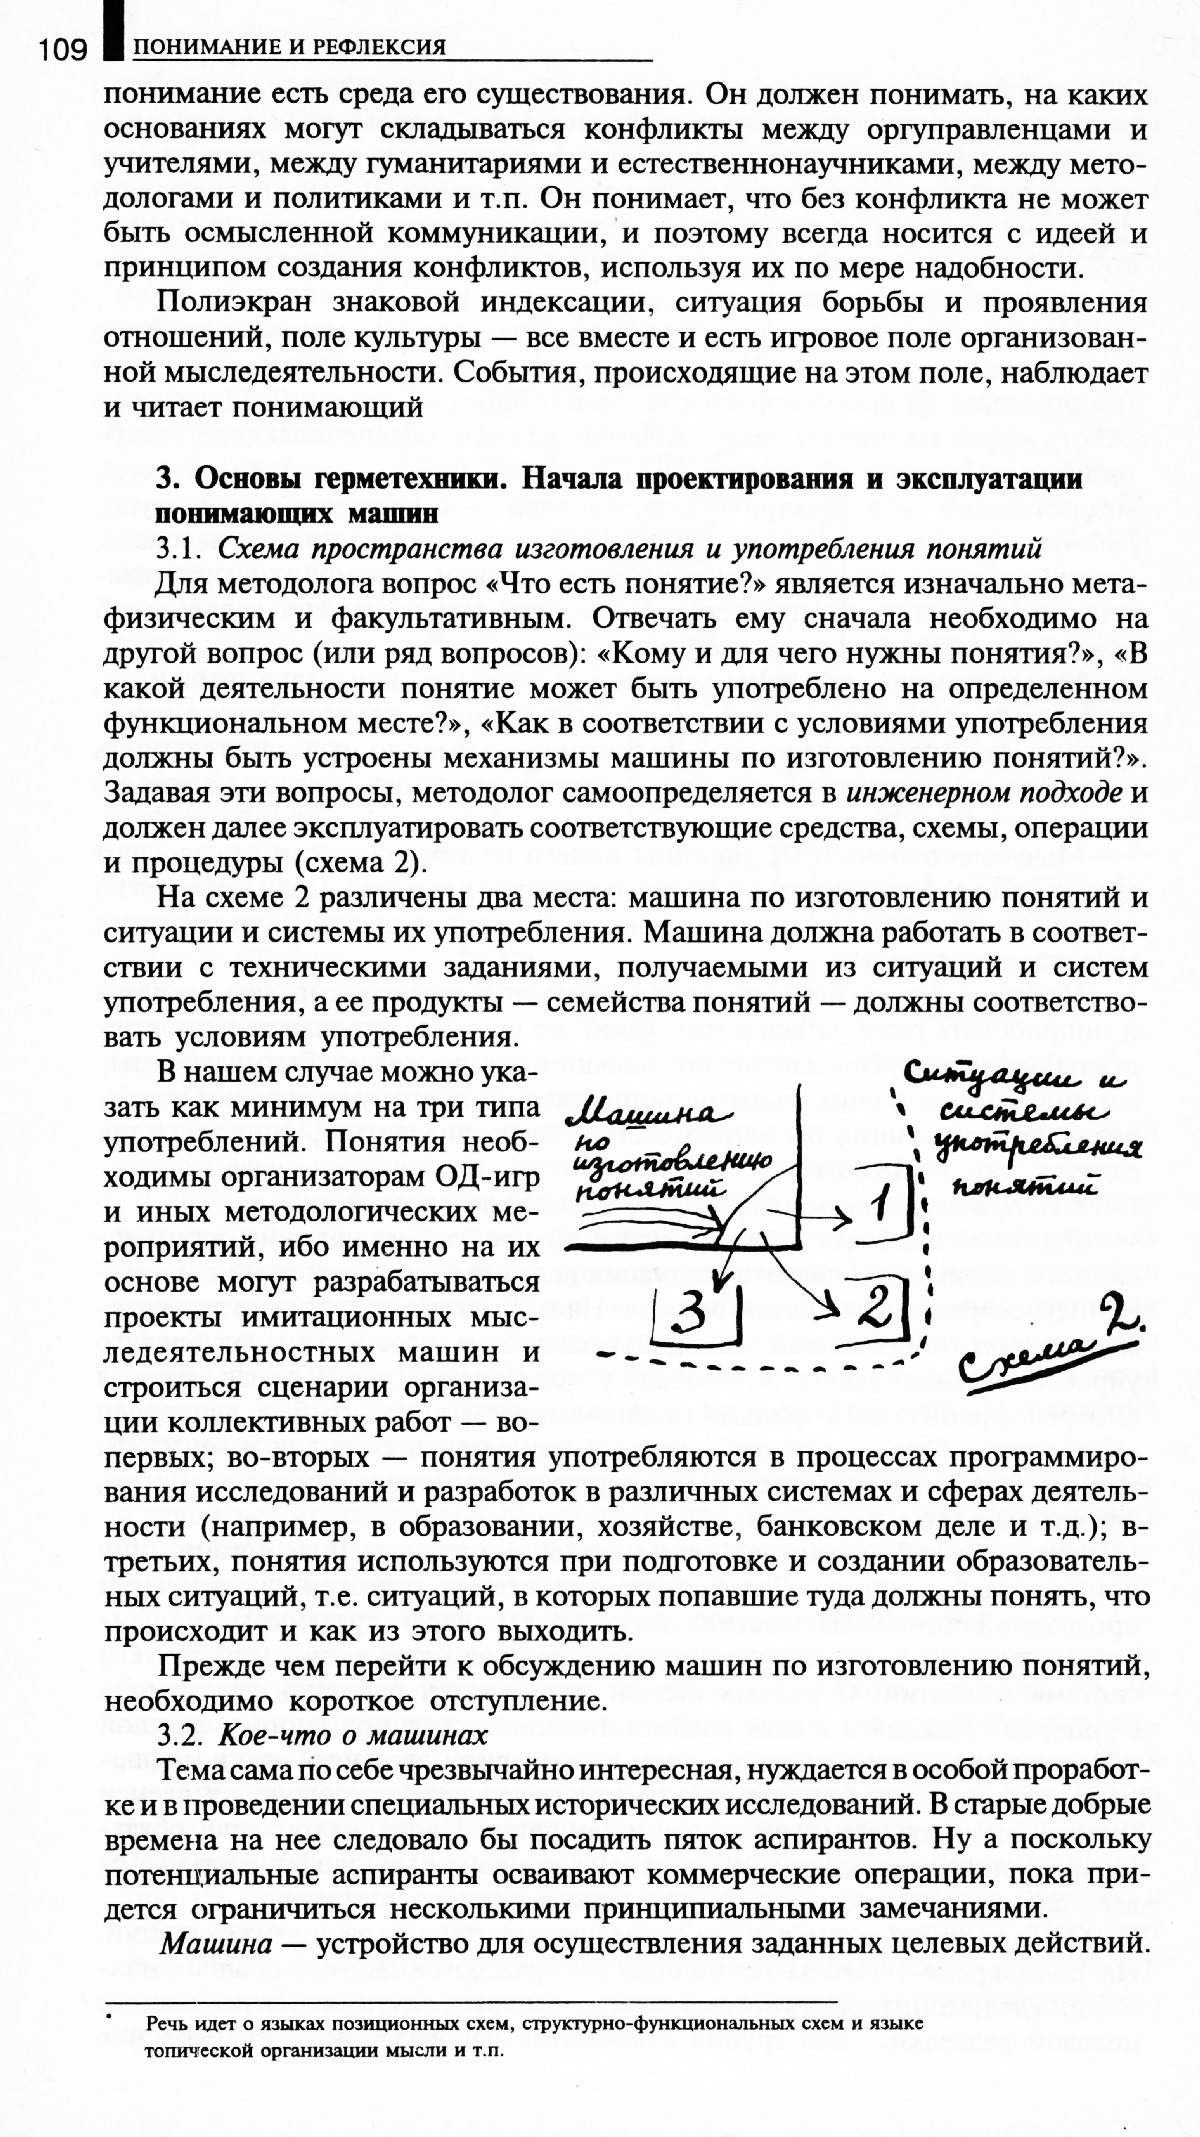 109 ПОНИМАНИЕ И РЕФЛЕКСИЯ
понимание есть среда его существования. Он должен понимать, на каких
основаниях могут складываться конфликты между оргуправленцами и
учителями, между гуманитариями и естественнонаучниками, между мето-
дологами и политиками и т.п. Он понимает, что без конфликта не может
быть осмысленной коммуникации, и поэтому всегда носится с идеей и
принципом создания конфликтов, используя их по мере надобности.
Полиэкран знаковой индексации, ситуация борьбы и проявления
отношений, поле культуры — все вместе и есть игровое поле организован-
ной мыследеятельности. События, происходящие на этом поле, наблюдает
и читает понимающий
3. Основы герметехники. Начала проектирования и эксплуатации
понимающих машин
3.1. Схема пространства изготовления и употребления понятий
Для методолога вопрос «Что есть понятие?» является изначально мета-
физическим и факультативным. Отвечать ему сначала необходимо на
другой вопрос (или ряд вопросов): «Кому и для чего нужны понятия?», «В
какой деятельности понятие может быть употреблено на определенном
функциональном месте?», «Как в соответствии с условиями употребления
должны быть устроены механизмы машины по изготовлению понятий?».
Задавая эти вопросы, методолог самоопределяется в инженерном подходе и
должен далее эксплуатировать соответствующие средства, схемы, операции
и процедуры (схема 2).
На схеме 2 различены два места: машина по изготовлению понятий и
ситуации и системы их употребления. Машина должна работать в соответ-
ствии с техническими заданиями, получаемыми из ситуаций и систем
употребления, а ее продукты — семейства понятий — должны соответство-
вать условиям употребления.
В нашем случае можно ука-
зать как минимум на три типа
употреблений. Понятия необ-
ходимы организаторам ОД-игр
и иных методологических ме-
роприятий, ибо именно на их
основе могут разрабатываться
проекты имитационных мыс-
ледеятельностных машин и
строиться сценарии организа-
ции коллективных работ — во-
Машина
по
изготовлению
понятий
Ситуации и
системы
употребления
понятий
1
2
3
Схема 2.
первых; во-вторых — понятия употребляются в процессах программиро-
вания исследований и разработок в различных системах и сферах деятель-
ности (например, в образовании, хозяйстве, банковском деле и т.д.); в-
третьих, понятия используются при подготовке и создании образователь-
ных ситуаций, т.е. ситуаций, в которых попавшие туда должны понять, что
происходит и как из этого выходить.
Прежде чем перейти к обсуждению машин по изготовлению понятий,
необходимо короткое отступление.
3.2. Кое-что о машинах
Тема сама по себе чрезвычайно интересная, нуждается в особой проработ-
ке и в проведении специальных исторических исследований. В старые добрые
времена на нее следовало бы посадить пяток аспирантов. Ну а поскольку
потенциальные аспиранты осваивают коммерческие операции, пока при-
дется ограничиться несколькими принципиальными замечаниями.
Машина — устройство для осуществления заданных целевых действий.
* Речь идет о языках позиционных схем, структурно-функциональных схем и языке
топической организации мысли и т.п.